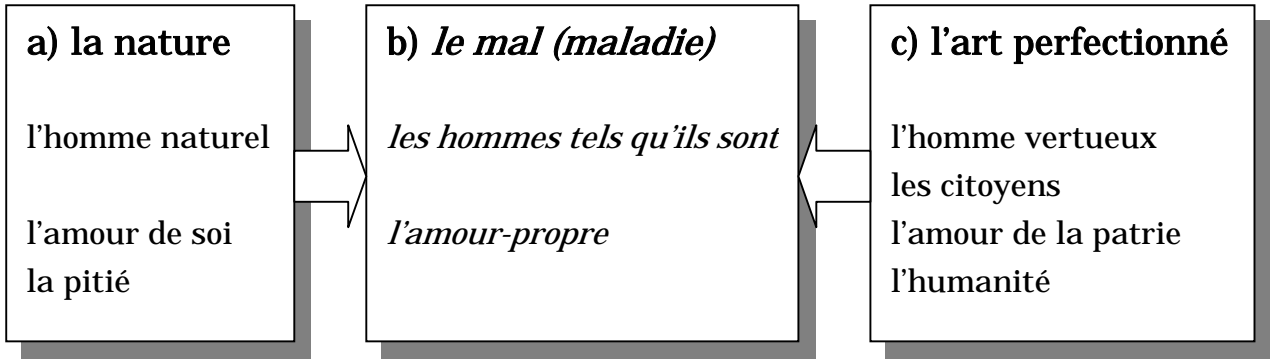 a) la nature
l'homme naturel
l'amour de soi
la pitié
b) le mal (maladie)
les hommes tels qu'ils sont
l'amour-propre
c) l'art perfectionné
l'homme vertueux
les citoyens
l'amour de la patrie
l'humanité